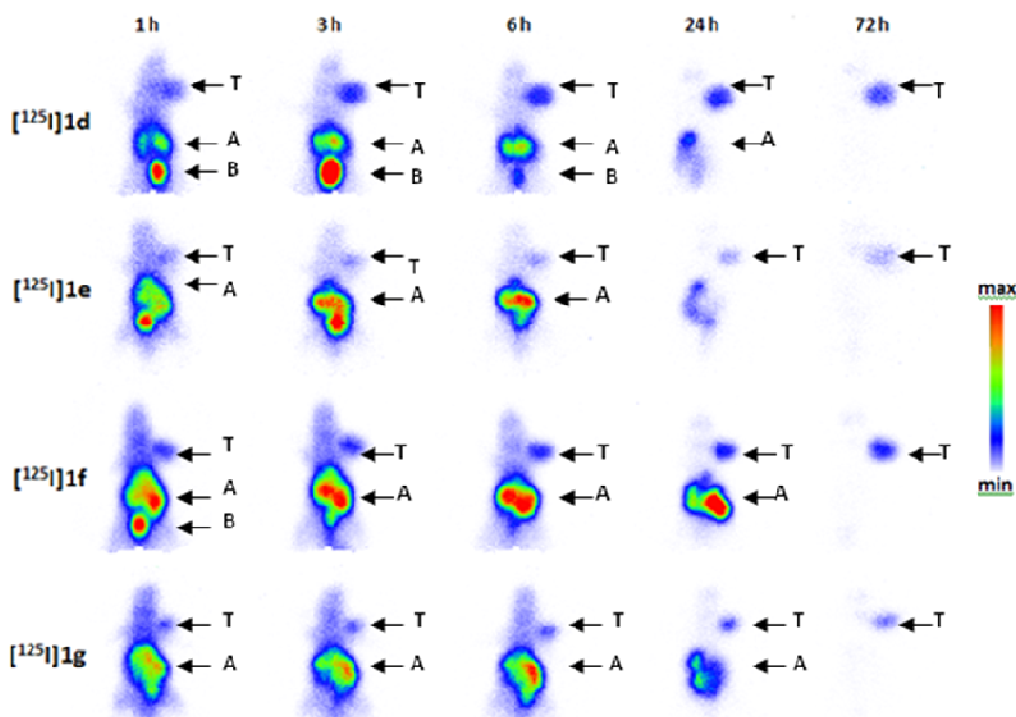 1 h 3 h 6 h 24 h 72 h
T T T T T
[125I]1d
A A A A
B B B
T T T T T
[125I]1e
A A A
max
T T T T T
[125I]1f
A A A A
min
B
T T T T T
[125I]1g
A A A A